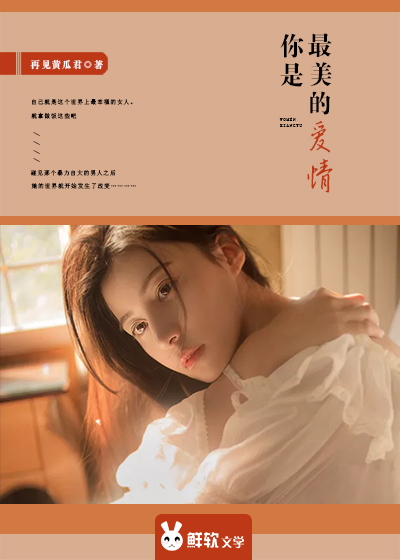 你是
最美的
爱情
WOMEN
XIANGYU
再见黄瓜君◎著
自己就是这个世界上最幸福的女人。
就拿做饭这些吧
碰见那个暴力自大的男人之后
她的世界就开始发生了改变………
鲜软文学